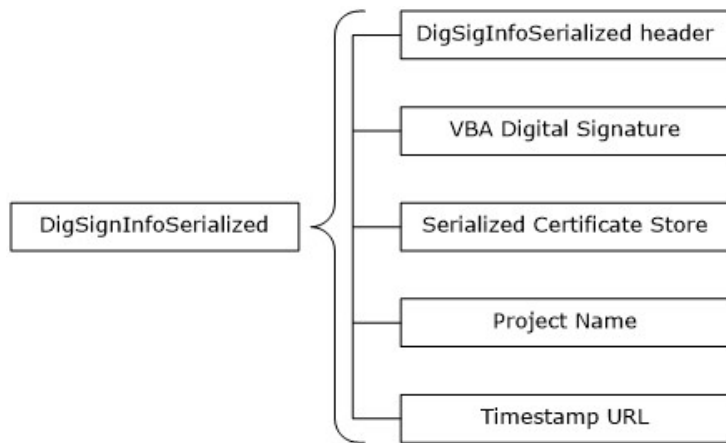 DigSigInfoSerialized header
VBA Digital Signature
DigSignInfoSerialized
Serialized Certificate Store
Project Name
Timestamp URL